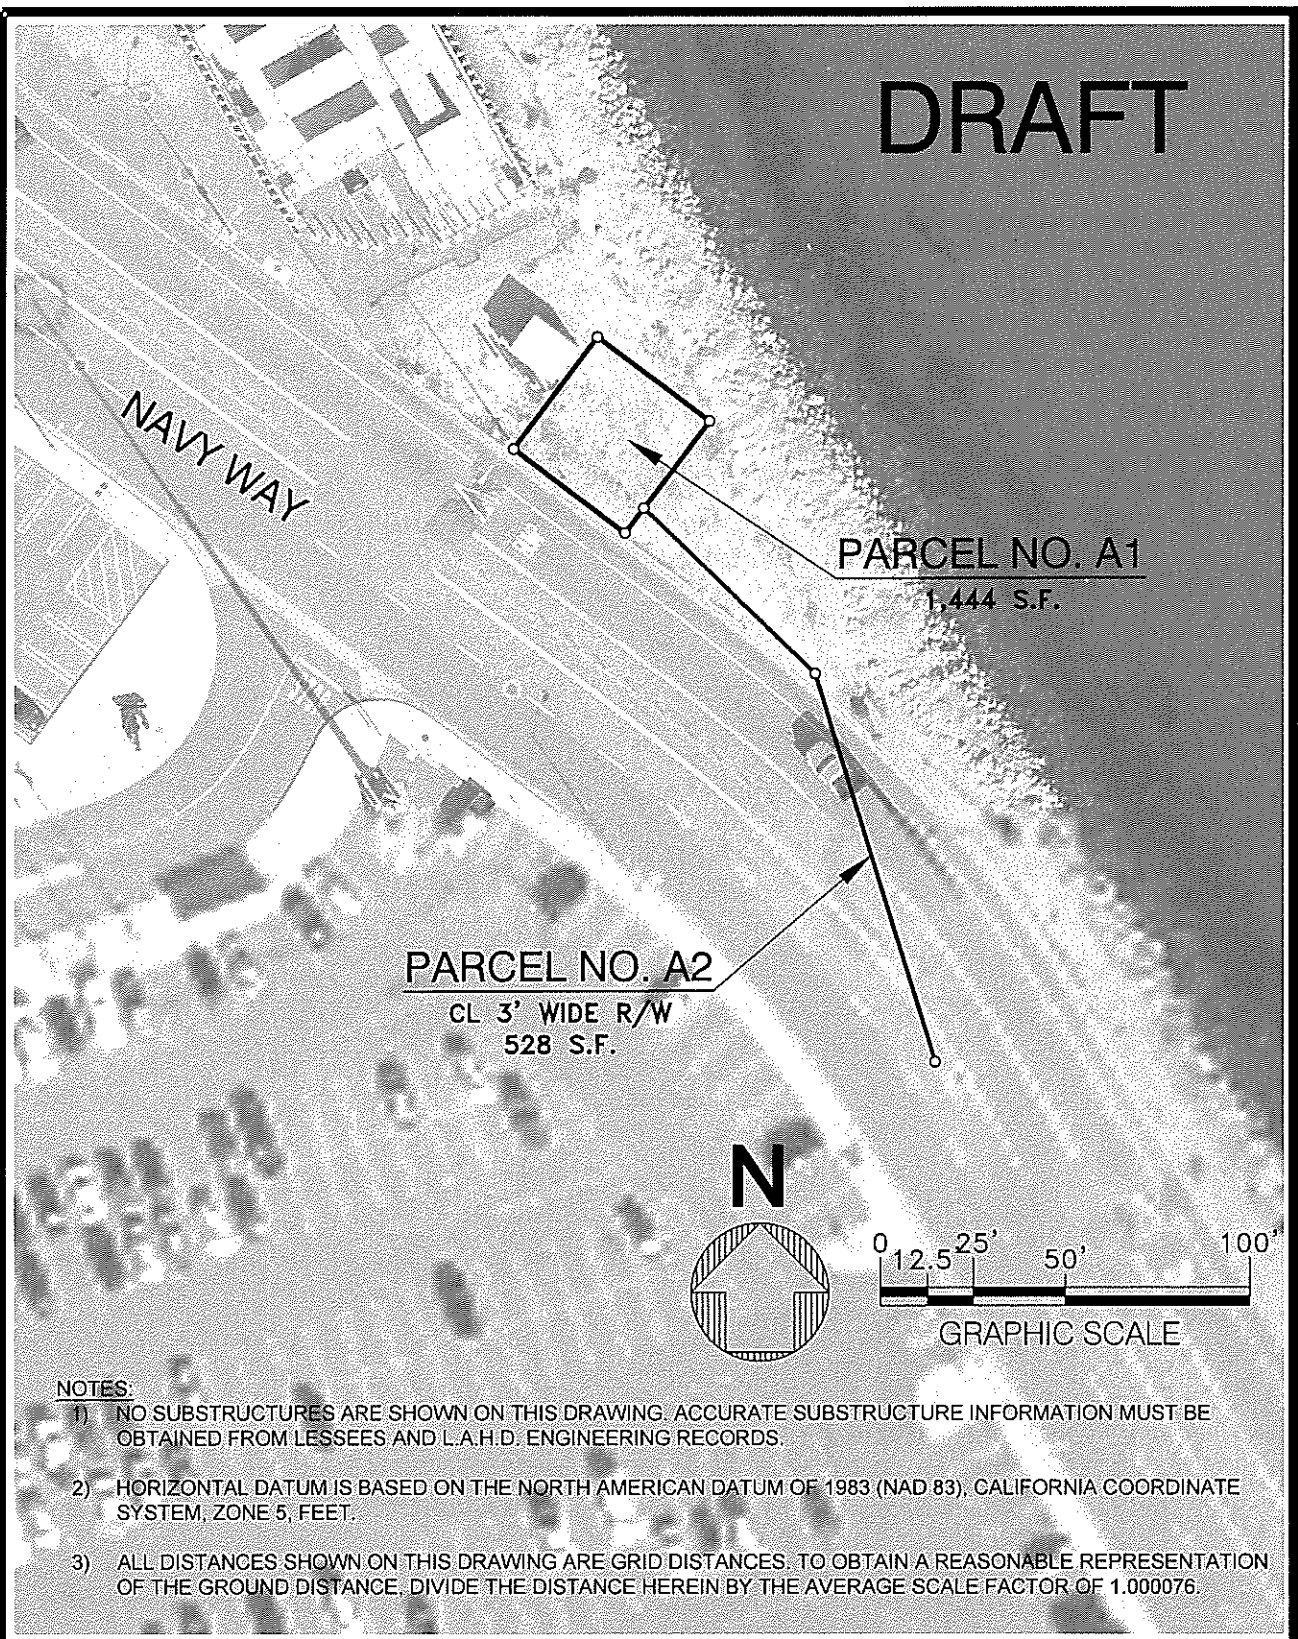 DRAFT
NAVY WAY
PARCEL NO. A1
1,444 S.F.
PARCEL NO. A2
CL 3' WIDE R/W
528 S.F.
N
0 12.5 25' 50' 100'
GRAPHIC SCALE
NOTES:
1) NO SUBSTRUCTURES ARE SHOWN ON THIS DRAWING. ACCURATE SUBSTRUCTURE INFORMATION MUST BE
OBTAINED FROM LESSEES AND L.A.H.D. ENGINEERING RECORDS.
2) HORIZONTAL DATUM IS BASED ON THE NORTH AMERICAN DATUM OF 1983 (NAD 83), CALIFORNIA COORDINATE
SYSTEM, ZONE 5, FEET.
3) ALL DISTANCES SHOWN ON THIS DRAWING ARE GRID DISTANCES. TO OBTAIN A REASONABLE REPRESENTATION
OF THE GROUND DISTANCE, DIVIDE THE DISTANCE HEREIN BY THE AVERAGE SCALE FACTOR OF 1.000076.